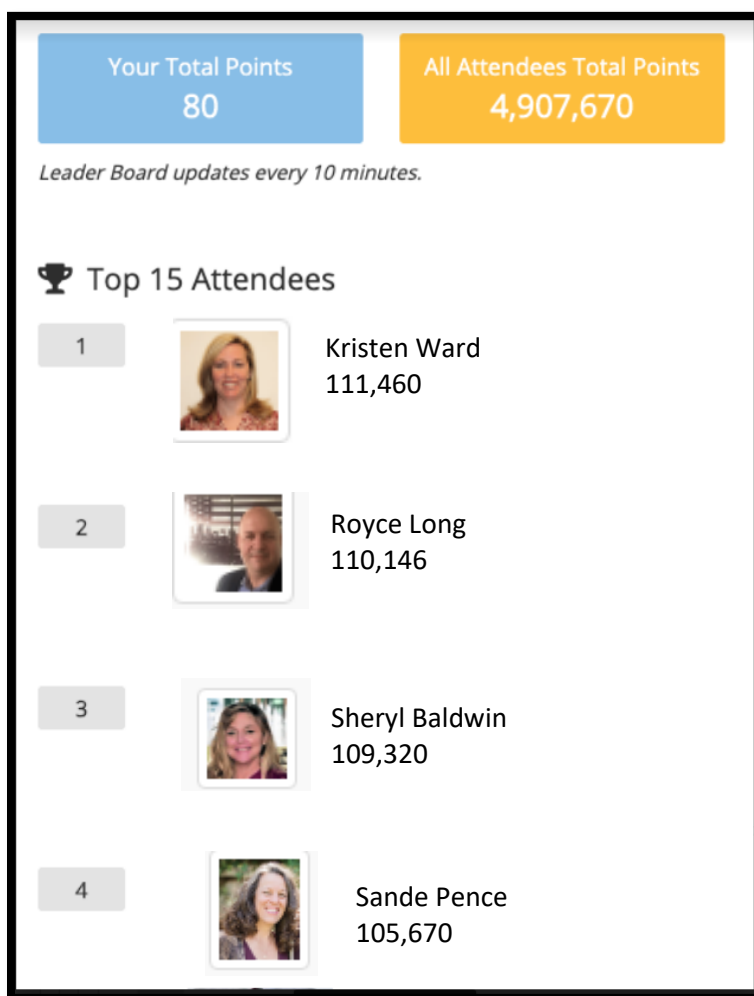 Your Total Points
80
All Attendees Total Points
4,907,670
Leader Board updates every 10 minutes.
Top 15 Attendees
1
Kristen Ward
111,460
2
Royce Long
110,146
3
Sheryl Baldwin
109,320
4
Sande Pence
105,670